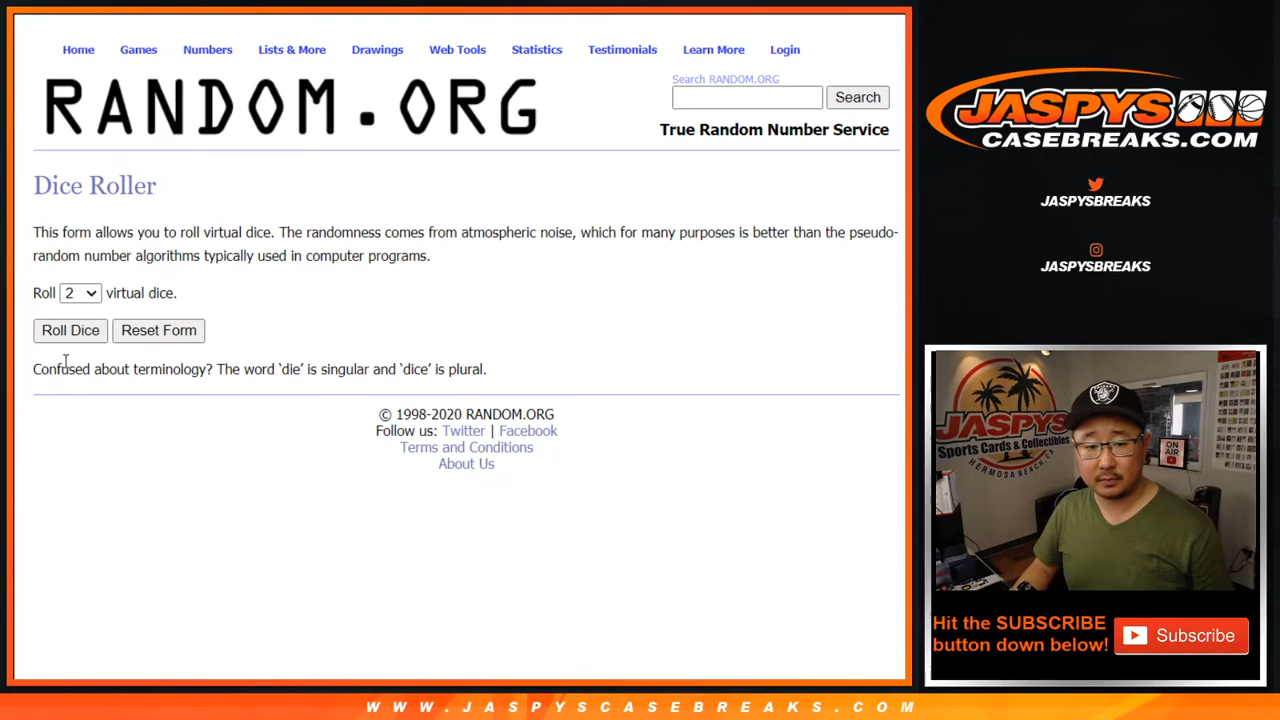 Home Games Numbers Lists & More Drawings Web Tools Statistics Testimonials Learn More Login
RANDOM.ORG
Search RANDOM.ORG
Search
True Random Number Service
Dice Roller
This form allows you to roll virtual dice. The randomness comes from atmospheric noise, which for many purposes is better than the pseudo-
random number algorithms typically used in computer programs.
Roll 2 virtual dice.
Roll Dice Reset Form
Confused about terminology? The word ‘die’ is singular and ‘dice’ is plural.
© 1998-2020 RANDOM.ORG
Follow us: Twitter | Facebook
Terms and Conditions
About Us
JASPYS
CASEBREAKS.COM
JASPYSBREAKS
JASPYSBREAKS
JASPYS
Sports Cards & Collectibles
HERMOSA BEACH, CA
RAIDERS
ON
AIR
Hit the SUBSCRIBE
button down below!
Subscribe
WWW.JASPYSCASEBREAKS.COM